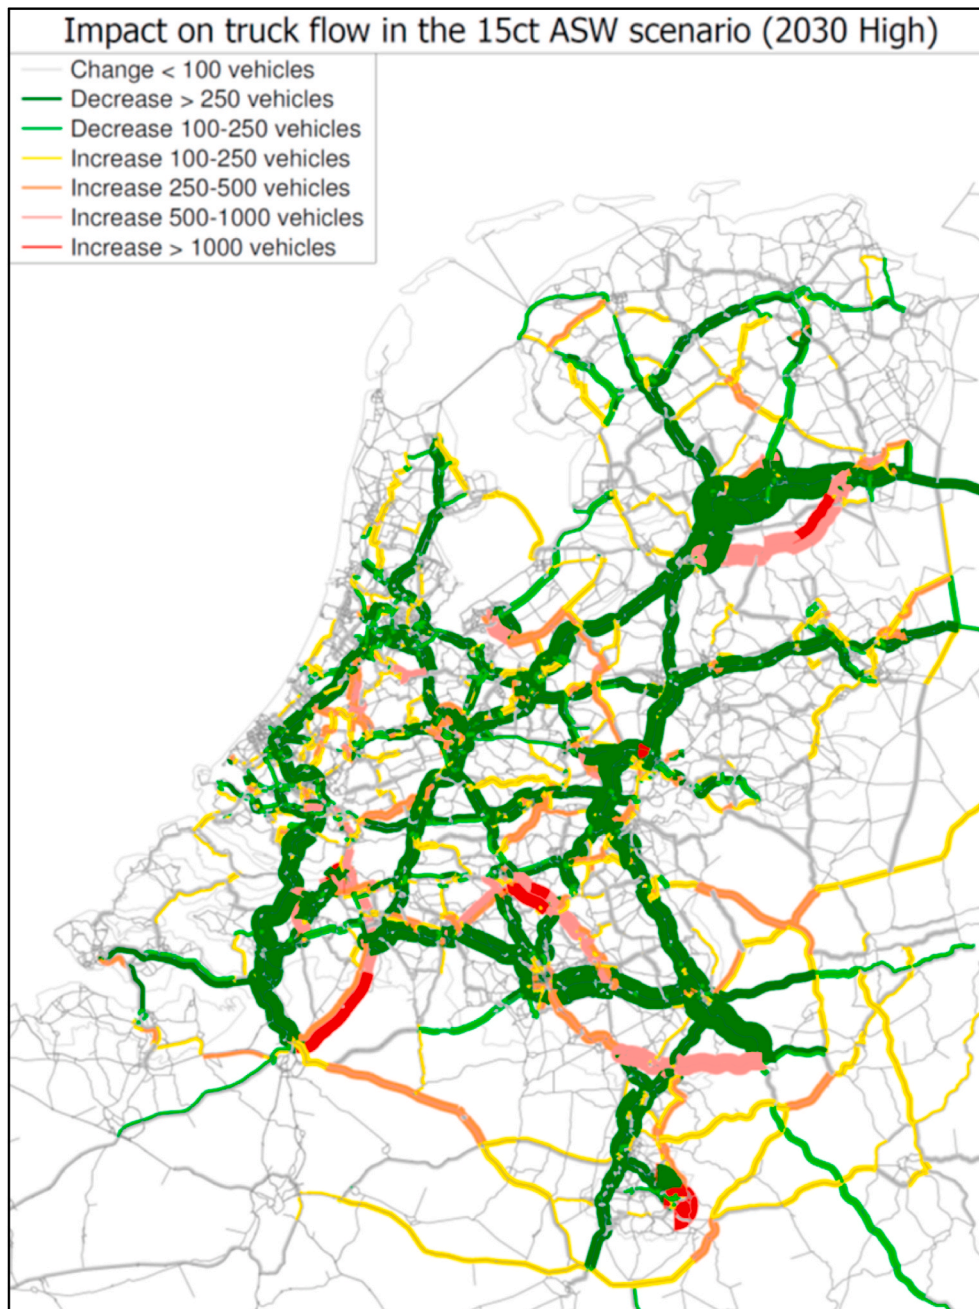 Impact on truck flow in the 15ct ASW scenario (2030 High)
Change < 100 vehicles
Decrease > 250 vehicles
Decrease 100-250 vehicles
Increase 100-250 vehicles
Increase 250-500 vehicles
Increase 500-1000 vehicles
Increase > 1000 vehicles